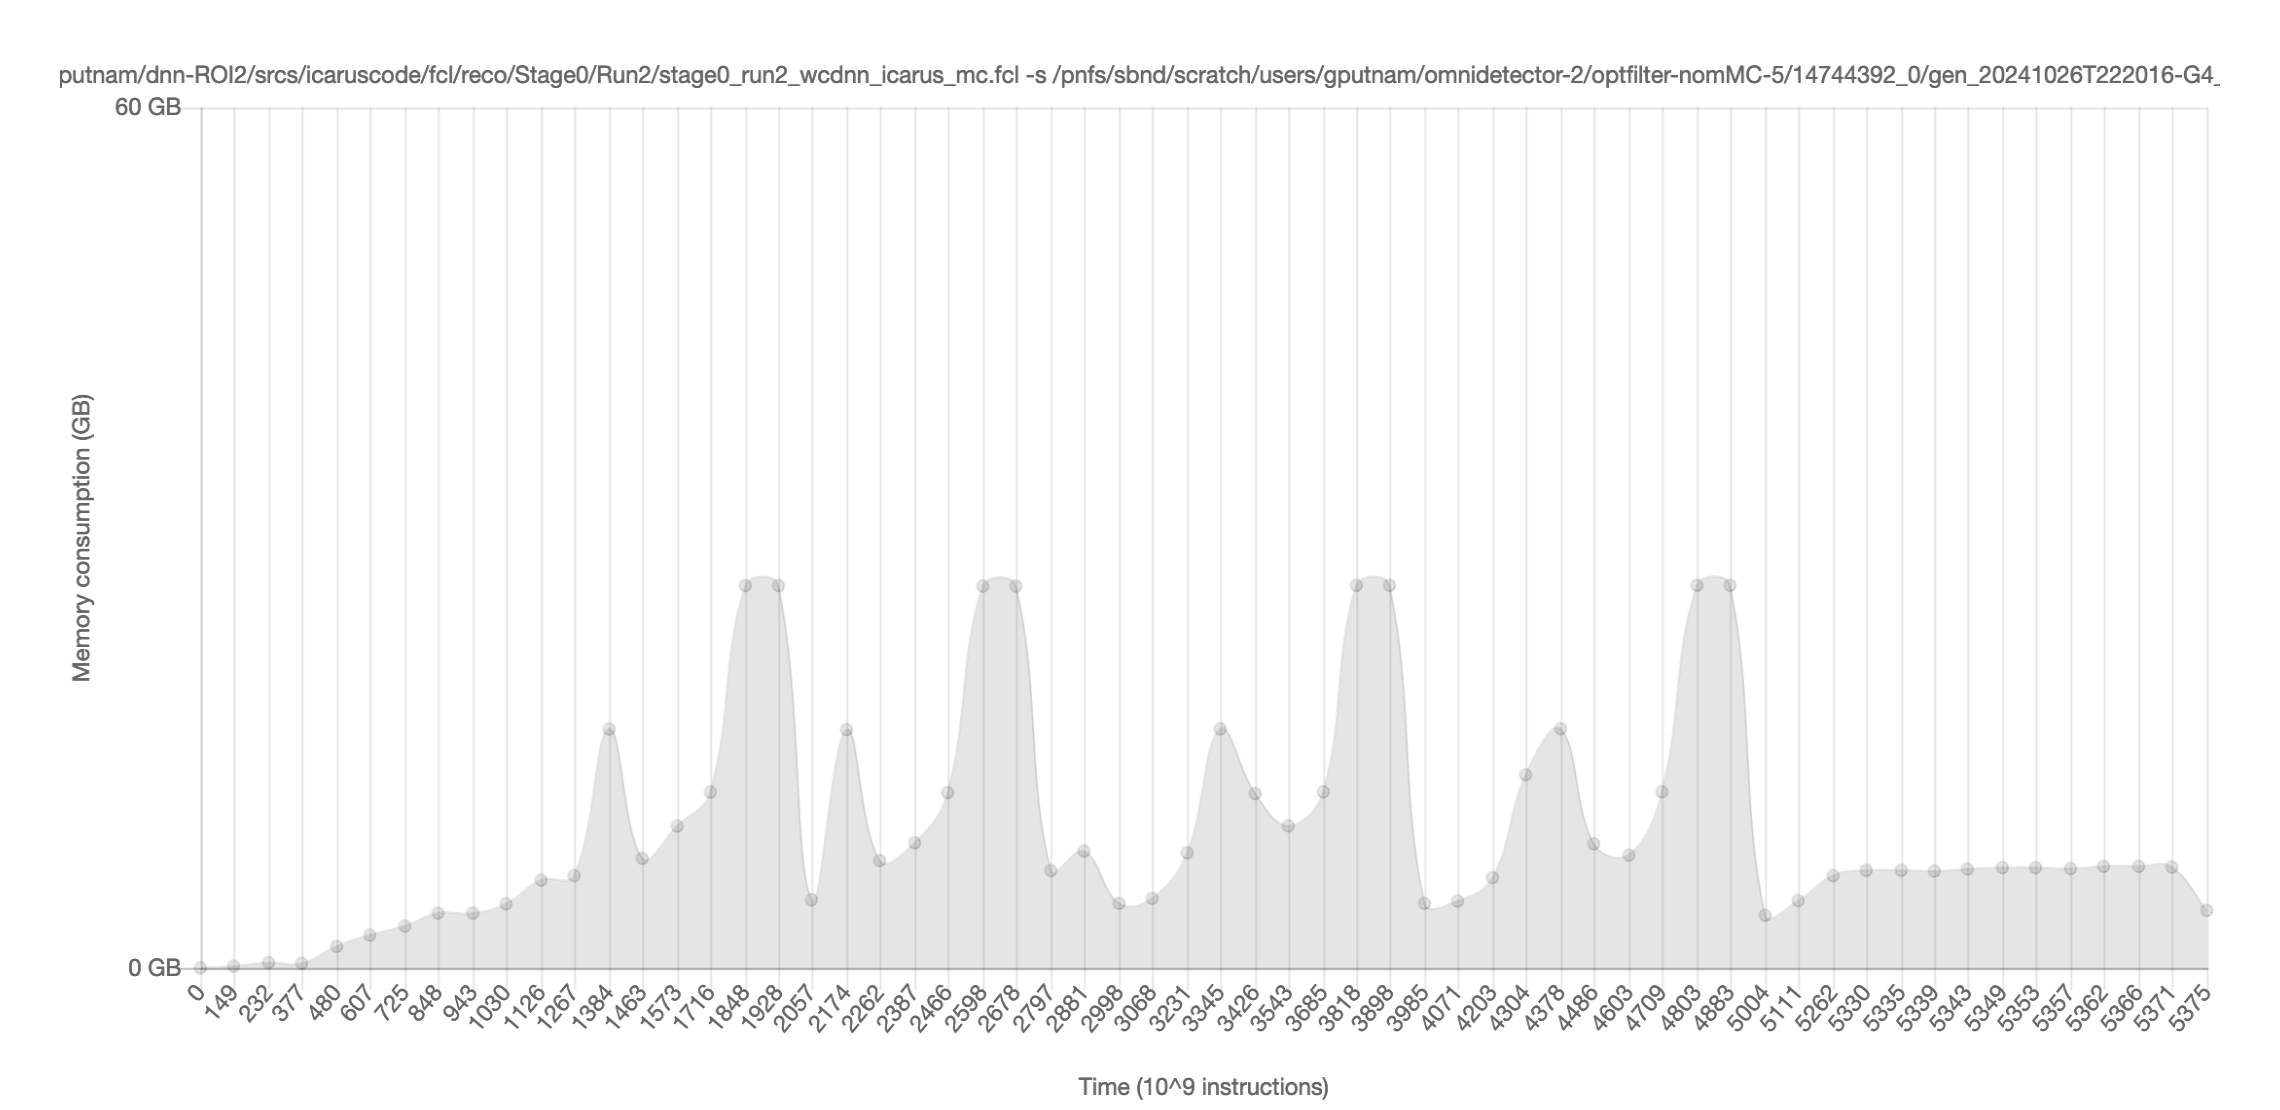 putnam/dnn-ROI2/srcs/icaruscode/fcl/reco/Stage0/Run2/stage0_run2_wcdnn_icarus_mc.fcl -s /pnfs/sbnd/scratch/users/gputnam/omnidetector-2/optfilter-nomMC-5/14744392_0/gen_20241026T222016-G4_
60 GB
Memory consumption (GB)
0 GB
0 149 232 377 480 607 725 848 943 1030 1126 1267 1384 1463 1573 1716 1848 1928 2057 2174 2262 2387 2466 2598 2678 2797 2881 2998 3068 3231 3345 3426 3543 3685 3818 3898 3985 4071 4203 4304 4378 4486 4603 4709 4803 4883 5004 5111 5262 5330 5335 5339 5343 5349 5353 5357 5362 5366 5371 5375
Time (10^9 instructions)